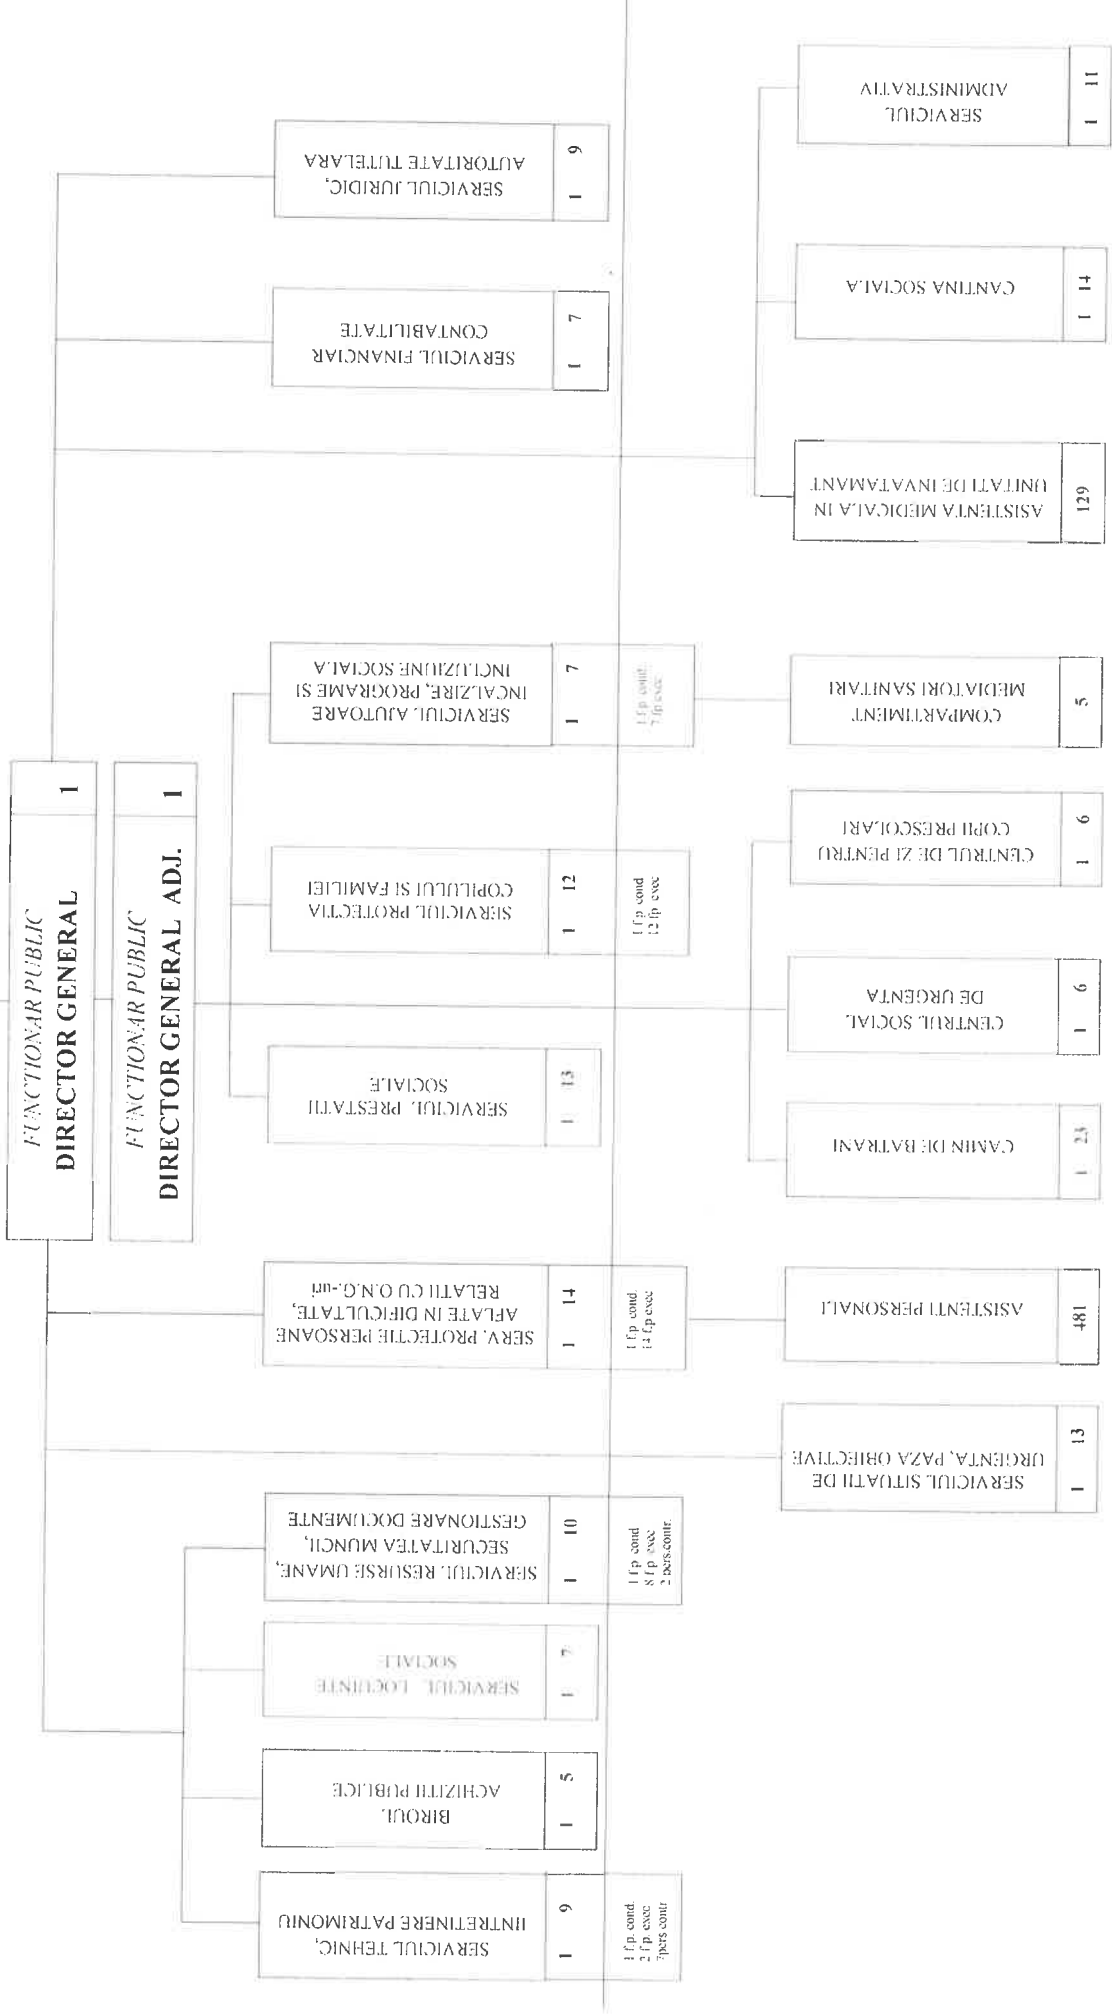 FUNCTIONAR PUBLIC
DIRECTOR GENERAL
1
FUNCTIONAR PUBLIC
DIRECTOR GENERAL ADJ.
1
SERVICIUL TEHNIC,
IINTRETINERE PATRIMONIU
1 9
1 f.p. cond.
2 f.p. exec
7pers contr
BIROUL
ACHIZITII PUBLICE
1 5
SERVICIUL LOCUINTE
SOCIALE
1 7
SERVICIUL RESURSE UMANE,
SECURITATEA MUNCII,
GESTIONARE DOCUMENTE
1 10
1 f.p. cond
8 f.p. exec
2 pers.contr.
SERV. PROTECTIE PERSOANE
AFLATE IN DIFICULTATE,
RELATII CU O.N.G.-uri
1 14
1 f.p. cond.
14 f.p exec
SERVICIUL PRESTATII
SOCIALE
1 13
SERVICIUL PROTECTIA
COPILULUI SI FAMILIEI
1 12
1 f.p. cond
12 fp. exec
SERVICIUL AJUTOARE
INCALZIRE, PROGRAME SI
INCLUZIUNE SOCIALA
1 7
1 f.p. cond.
7 fp exec
SERVICIUL FINANCIAR
CONTABILITATE
1 7
SERVICIUL JURIDIC,
AUTORITATE TUTELARA
1 9
SERVICIUL SITUATII DE
URGENTA, PAZA OBIECTIVE
1 13
ASISTENTI PERSONALI
481
CAMIN DE BATRANI
1 23
CENTRUL SOCIAL
DE URGENTA
1 6
CENTRUL DE ZI PENTRU
COPII PRESCOLARI
1 6
COMPARTIMENT
MEDIATORI SANITARI
5
ASISTENTA MEDICALA IN
UNITATI DE INVATAMANT
129
CANTINA SOCIALA
1 14
SERVICIUL
ADMINISTRATIV
1 11